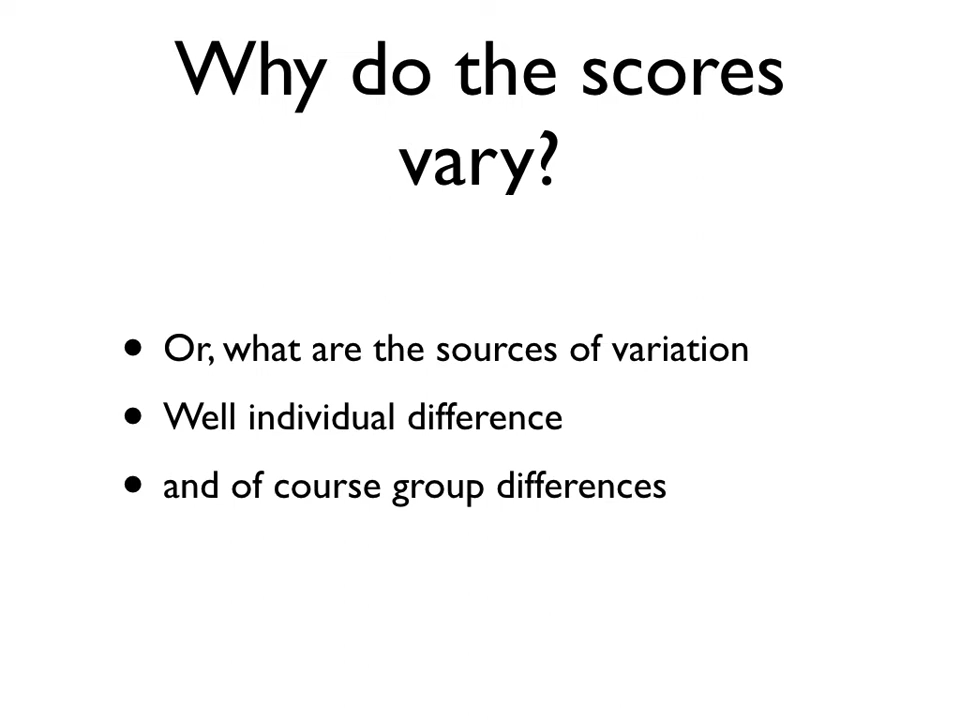 Why do the scores
vary?
• Or, what are the sources of variation
• Well individual difference
• and of course group differences